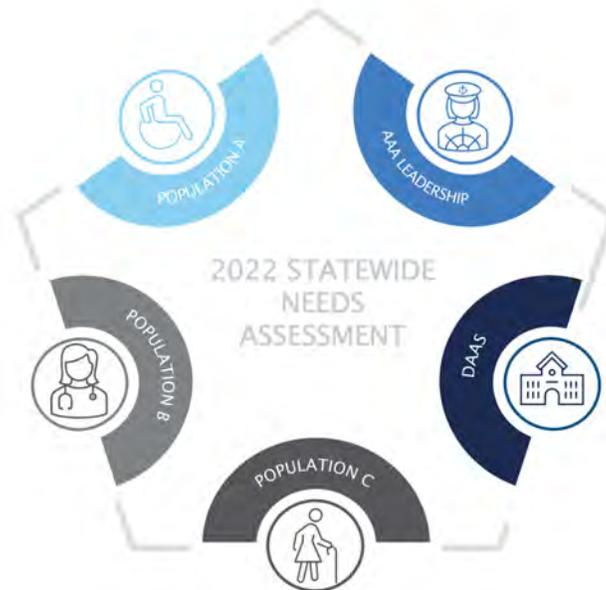 POPULATION A
AAA LEADERSHIP
2022 STATEWIDE
NEEDS
ASSESSMENT
POPULATION B
DAAS
POPULATION C